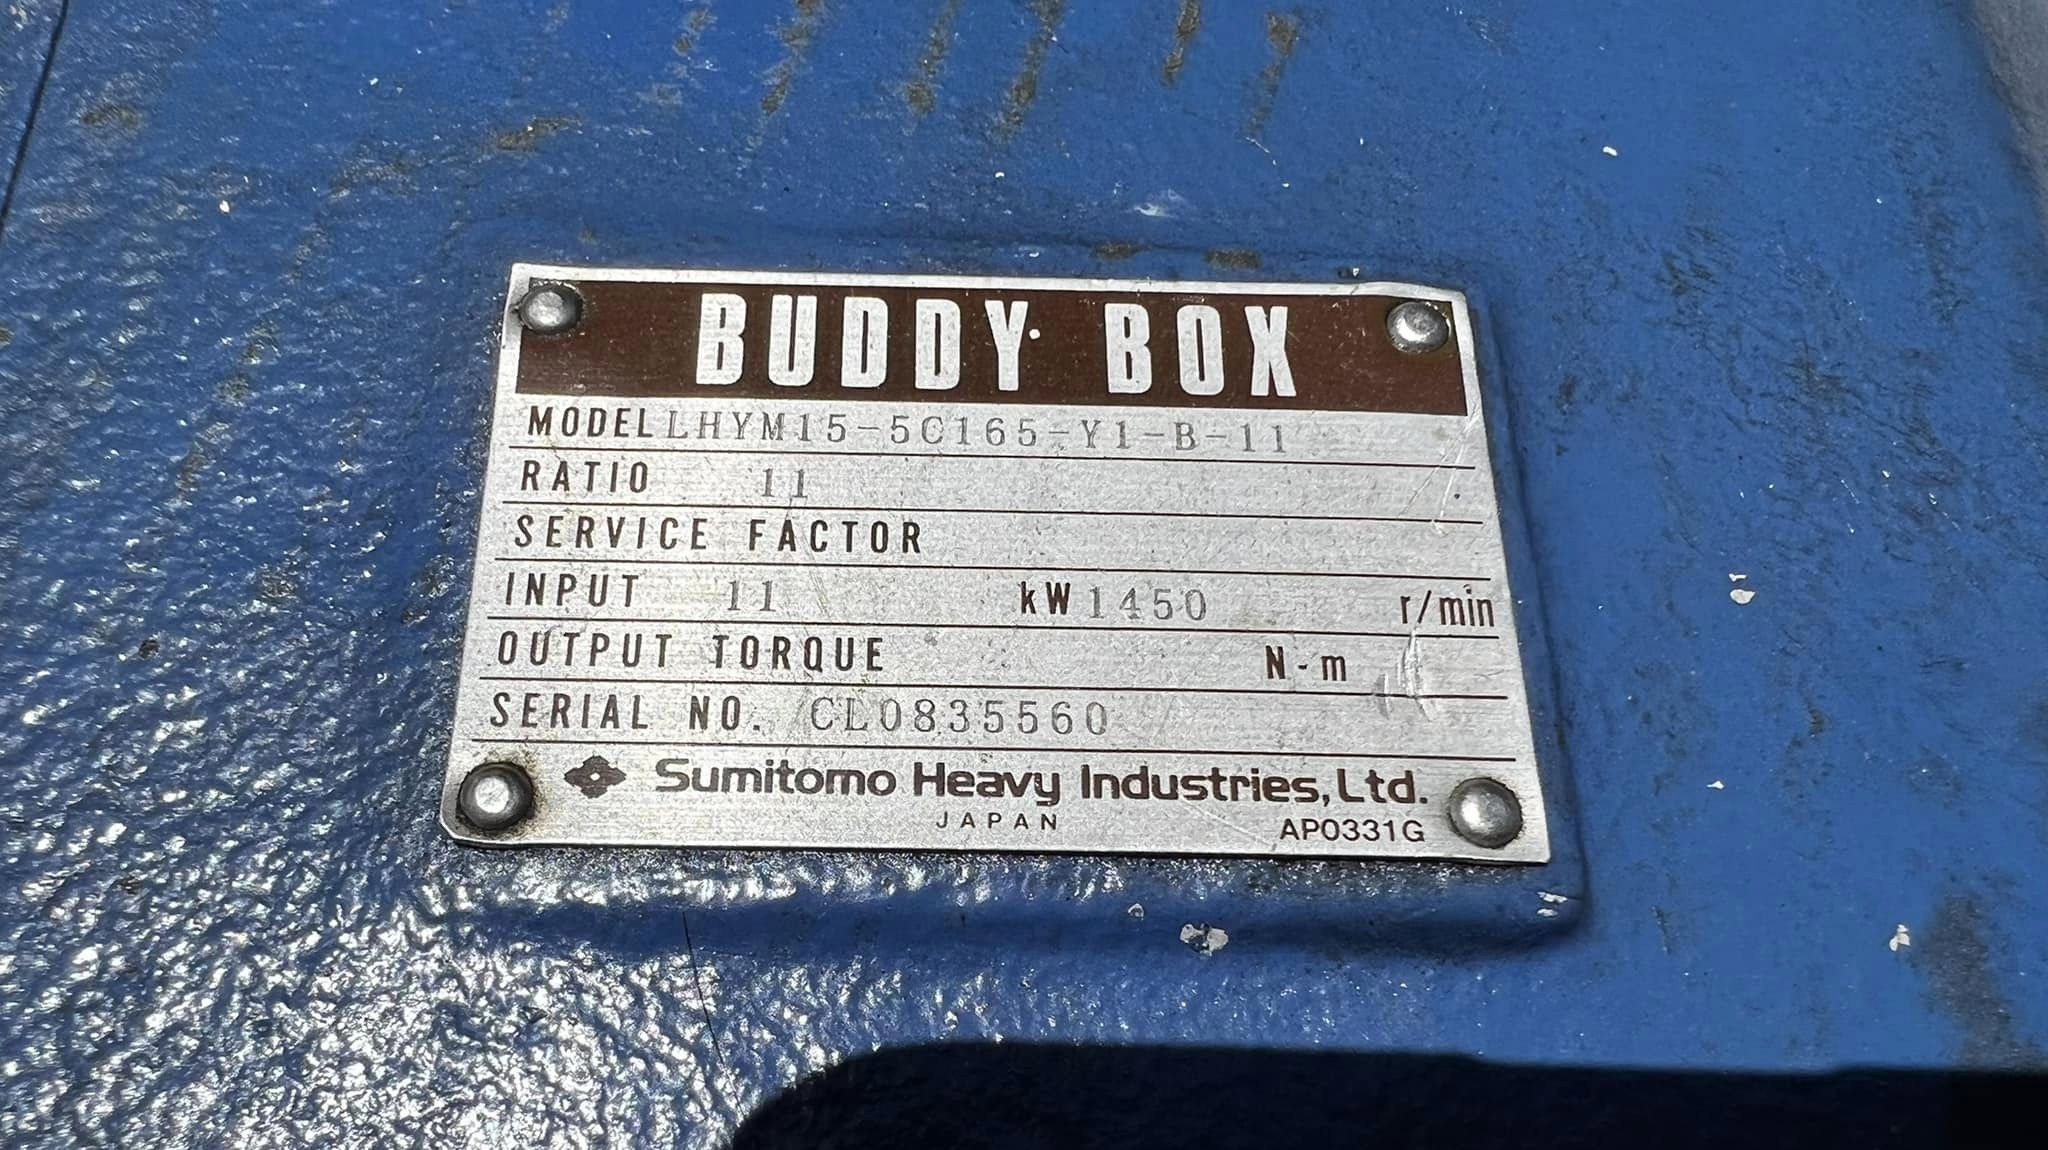 BUDDY BOX
MODEL LHYM15-5C165-Y1-B-11
RATIO 11
SERVICE FACTOR
INPUT 11 kW 1450 r/min
OUTPUT TORQUE N-m
SERIAL NO. CL0835560
Sumitomo Heavy Industries, Ltd.
JAPAN
AP0331G